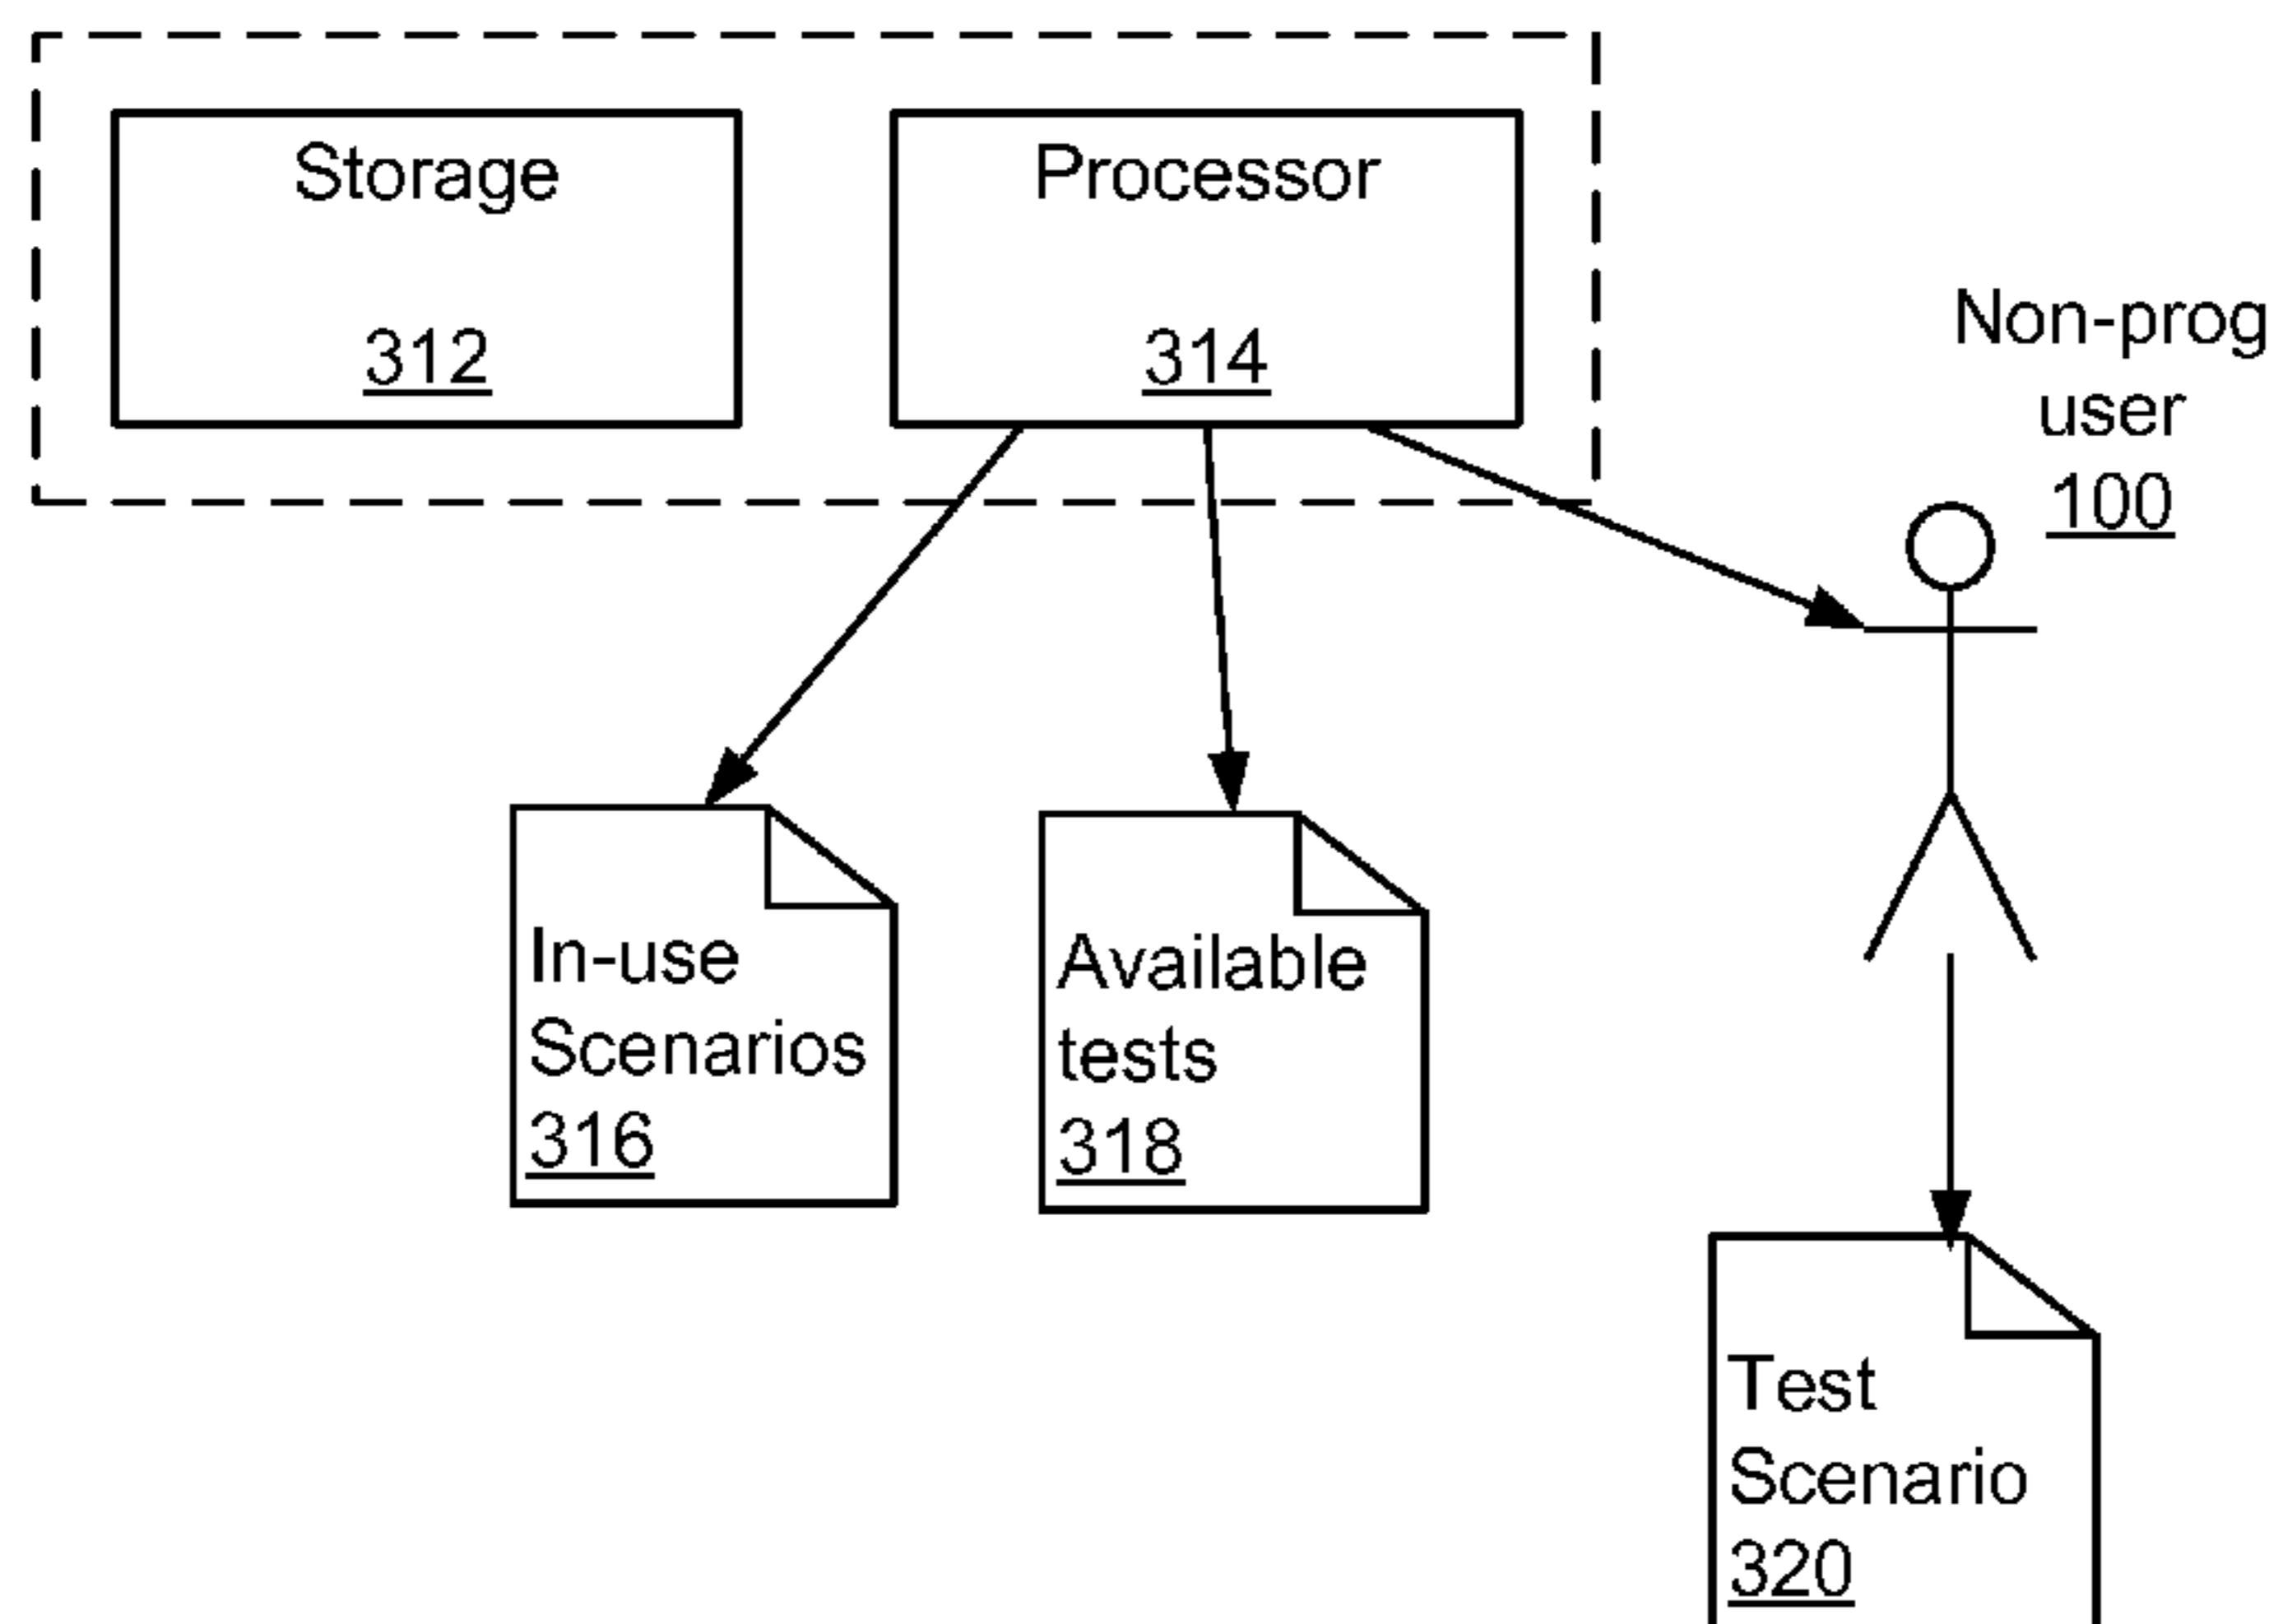 Storage
312
Processor
314
Non-prog
user
100
In-use
Scenarios
316
Available
tests
318
Test
Scenario
320